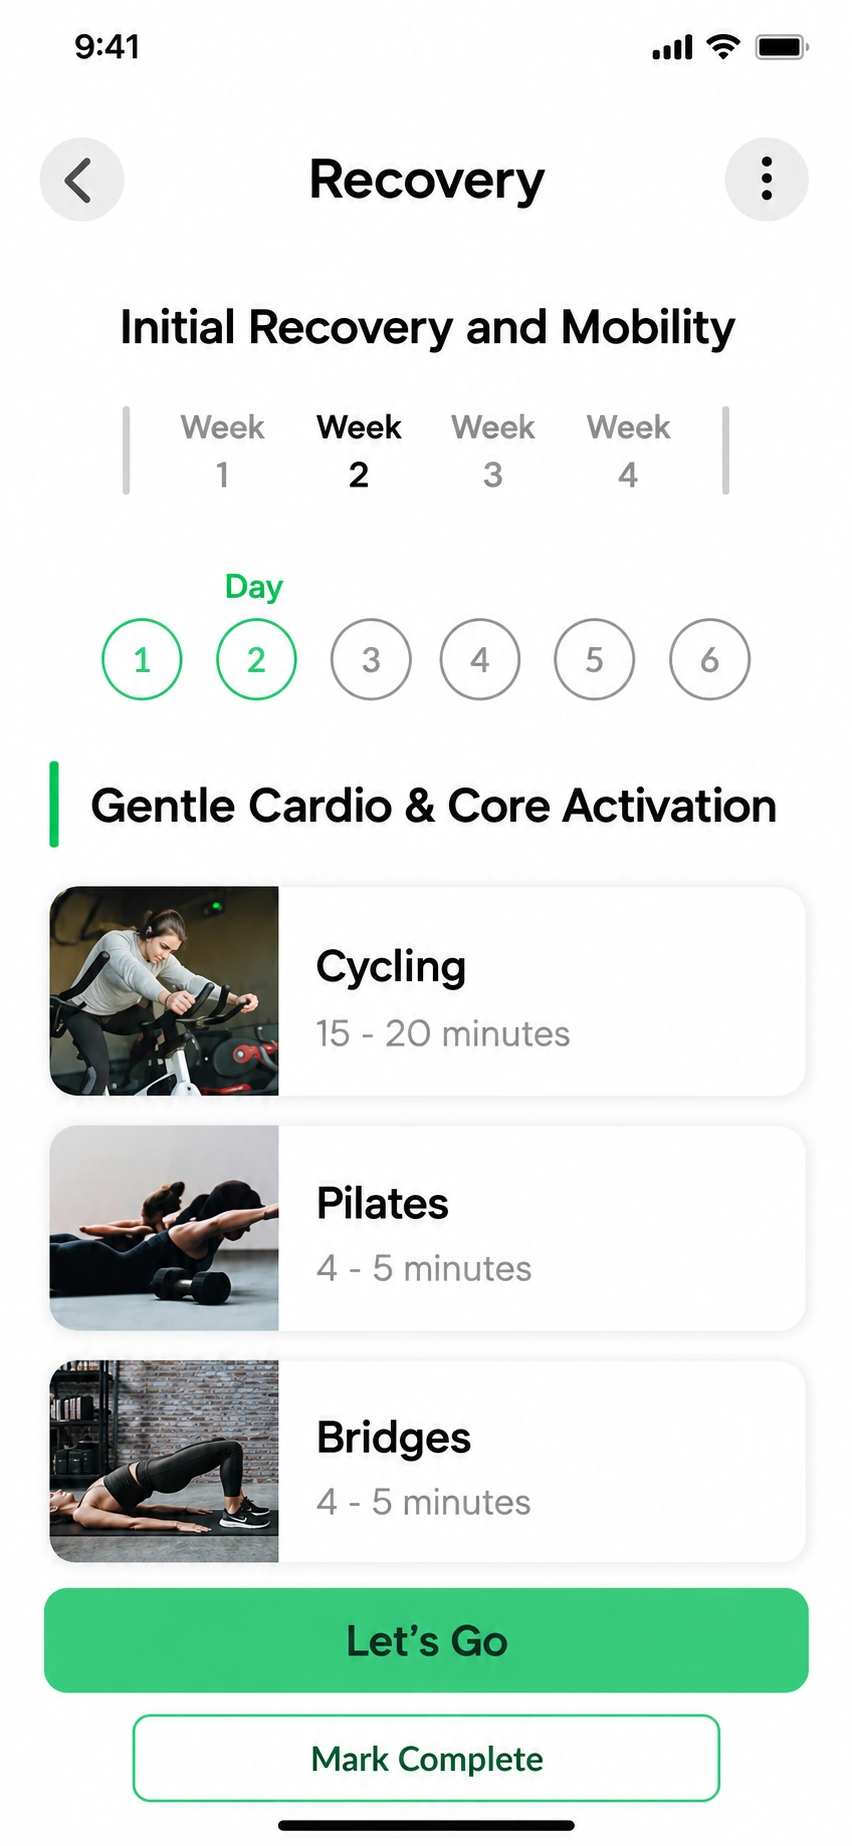 9:41
Recovery
Initial Recovery and Mobility
Week Week Week Week
1 2 3 4
Day
1 2 3 4 5 6
Gentle Cardio & Core Activation
Cycling
15 - 20 minutes
Pilates
4 - 5 minutes
Bridges
4 - 5 minutes
Let’s Go
Mark Complete